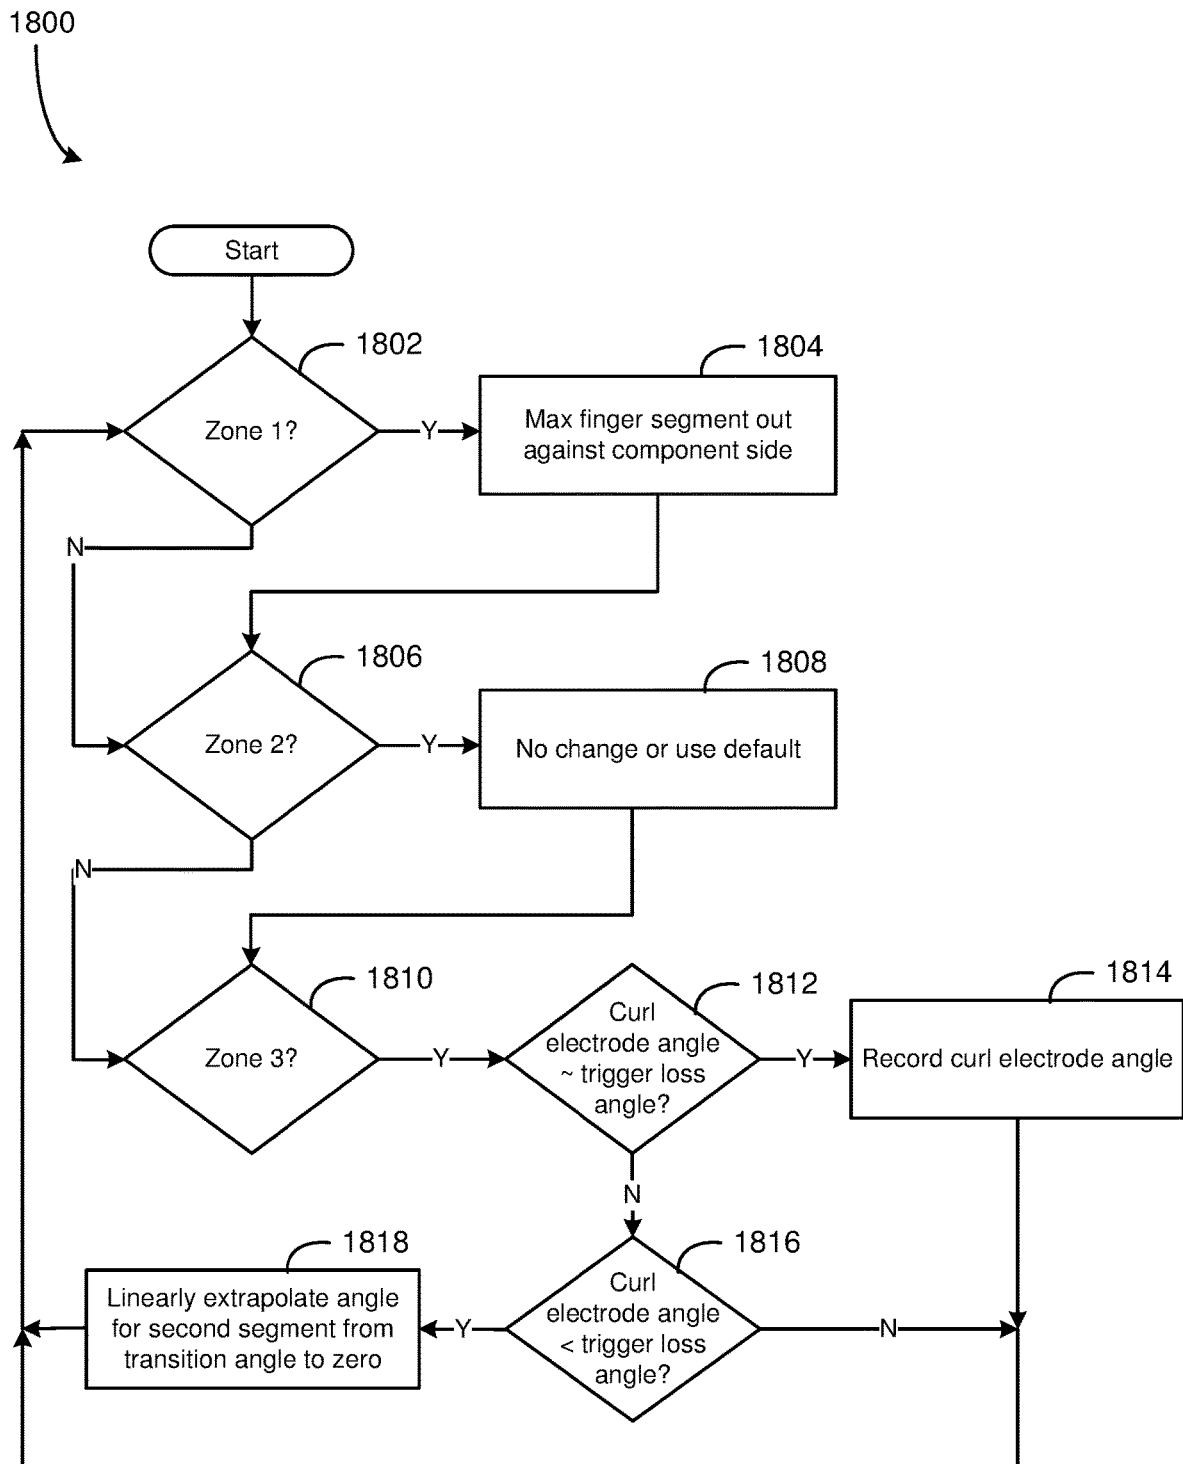 1800
Start
1802
Zone 1?
Y
1804
Max finger segment out
against component side
N
1806
Zone 2?
Y
1808
No change or use default
N
1810
Zone 3?
Y
1812
Curl
electrode angle
~ trigger loss
angle?
Y
1814
Record curl electrode angle
N
1816
Curl
electrode angle
< trigger loss
angle?
N
Y
1818
Linearly extrapolate angle
for second segment from
transition angle to zero